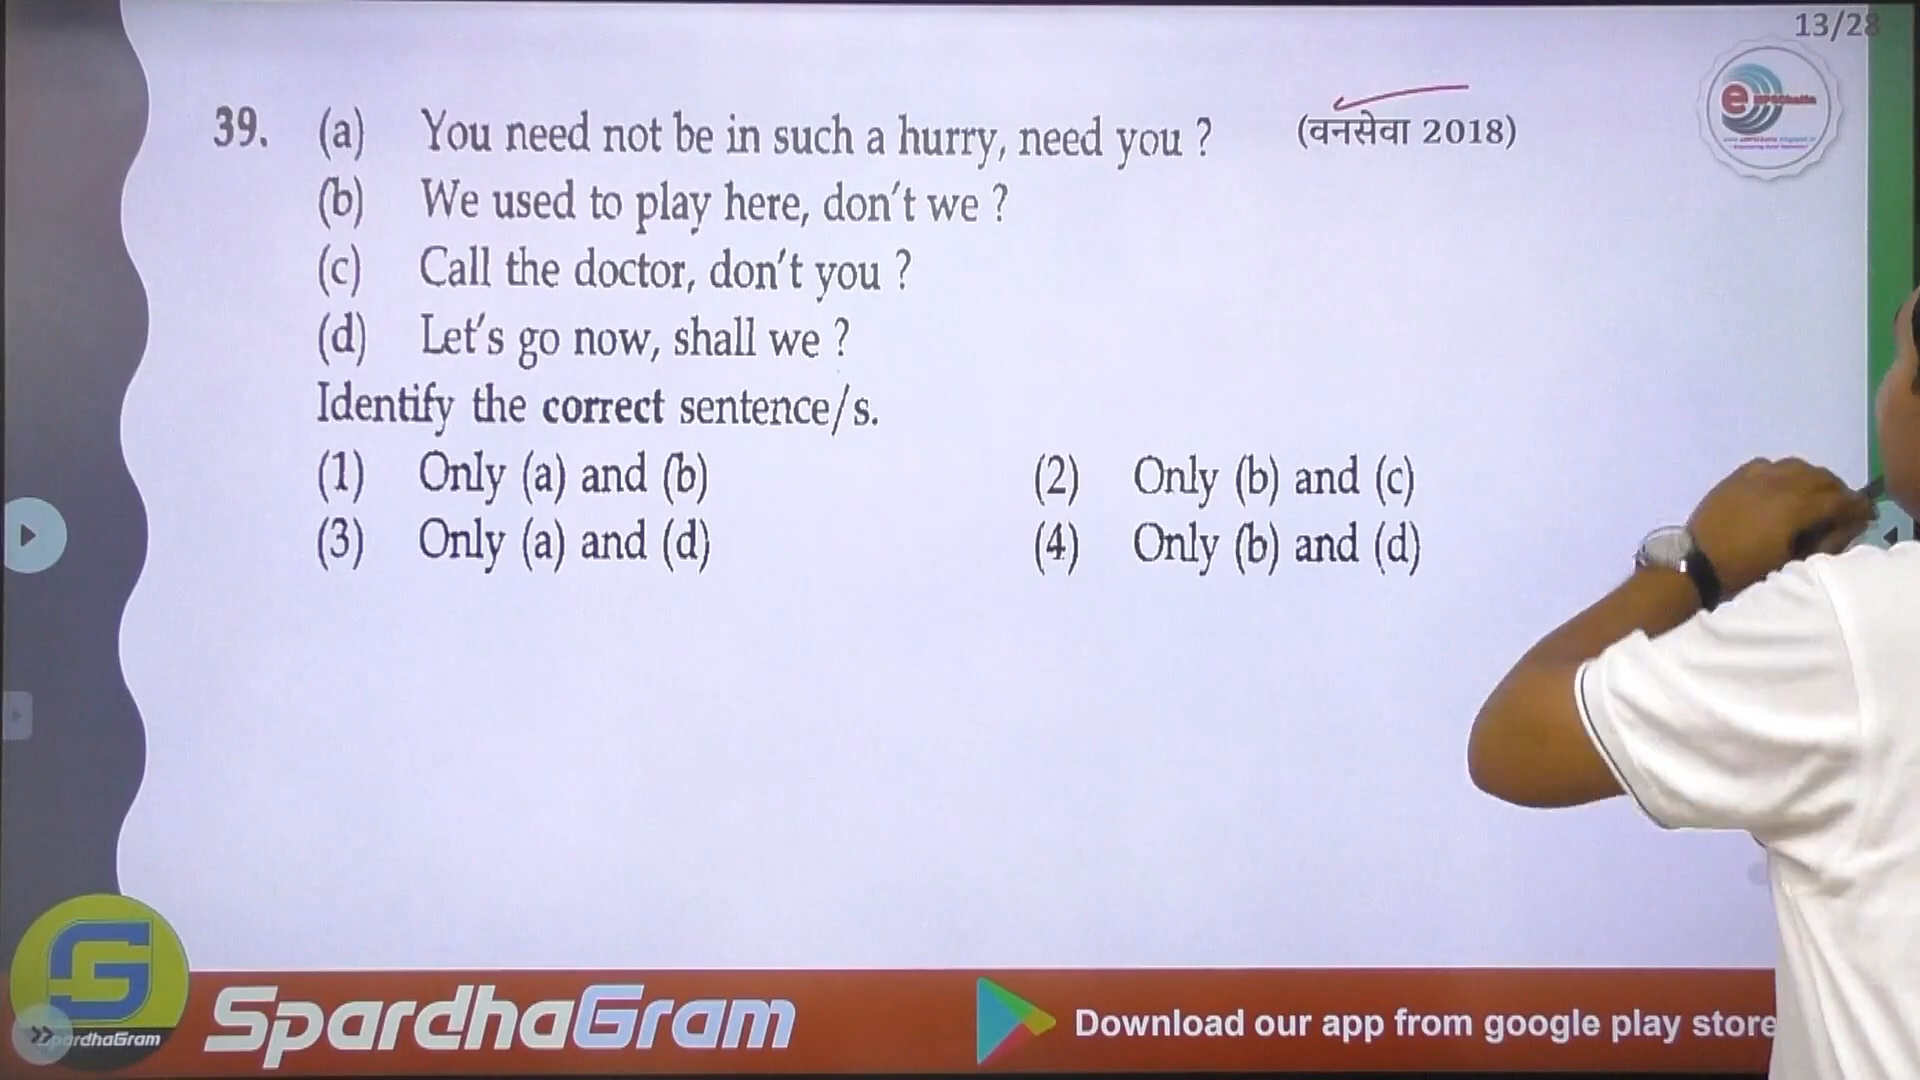 13/28
39. (a) You need not be in such a hurry, need you ? (वनसेवा 2018)
(b) We used to play here, don't we ?
(c) Call the doctor, don't you ?
(d) Let's go now, shall we ?
Identify the correct sentence/s.
(1) Only (a) and (b) (2) Only (b) and (c)
(3) Only (a) and (d) (4) Only (b) and (d)
SpardhaGram Download our app from google play store